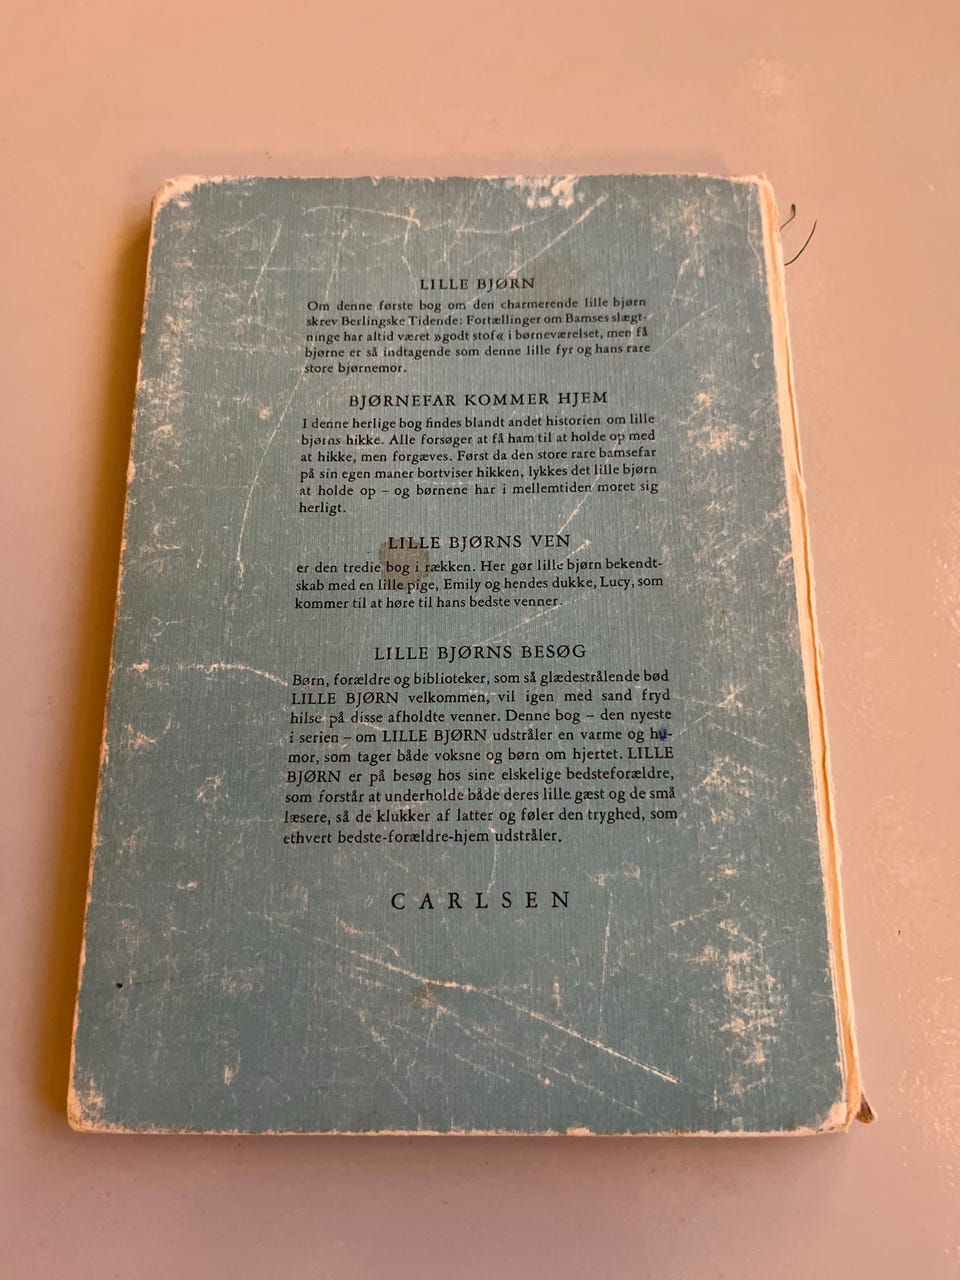 LILLE BJØRN
Om denne første bog om den charmerende lille bjørn
skrev Berlingske Tidende: Fortællinger om Bamses slægt-
ninge har altid været »godt stof« i børneværelset, men få
bjørne er så indtagende som denne lille fyr og hans rare
store bjørnemor.
BJØRNEFAR KOMMER HJEM
I denne herlige bog findes blandt andet historien om lille
bjørns hikke. Alle forsøger at få ham til at holde op med
at hikke, men forgæves. Først da den store rare bamsefar
på sin egen maner bortviser hikken, lykkes det lille bjørn
at holde op – og børnene har i mellemtiden moret sig
herligt.
LILLE BJØRNS VEN
er den tredie bog i rækken. Her gør lille bjørn bekendt-
skab med en lille pige, Emily og hendes dukke, Lucy, som
kommer til at høre til hans bedste venner.
LILLE BJØRNS BESØG
Børn, forældre og biblioteker, som så glædestrålende bød
LILLE BJØRN velkommen, vil igen med sand fryd
hilse på disse afholdte venner. Denne bog – den nyeste
i serien – om LILLE BJØRN udstråler en varme og hu-
mor, som tager både voksne og børn om hjertet. LILLE
BJØRN er på besøg hos sine elskelige bedsteforældre,
som forstår at underholde både deres lille gæst og de små
læsere, så de klukker af latter og føler den tryghed, som
ethvert bedste-forældre-hjem udstråler.
CARLSEN